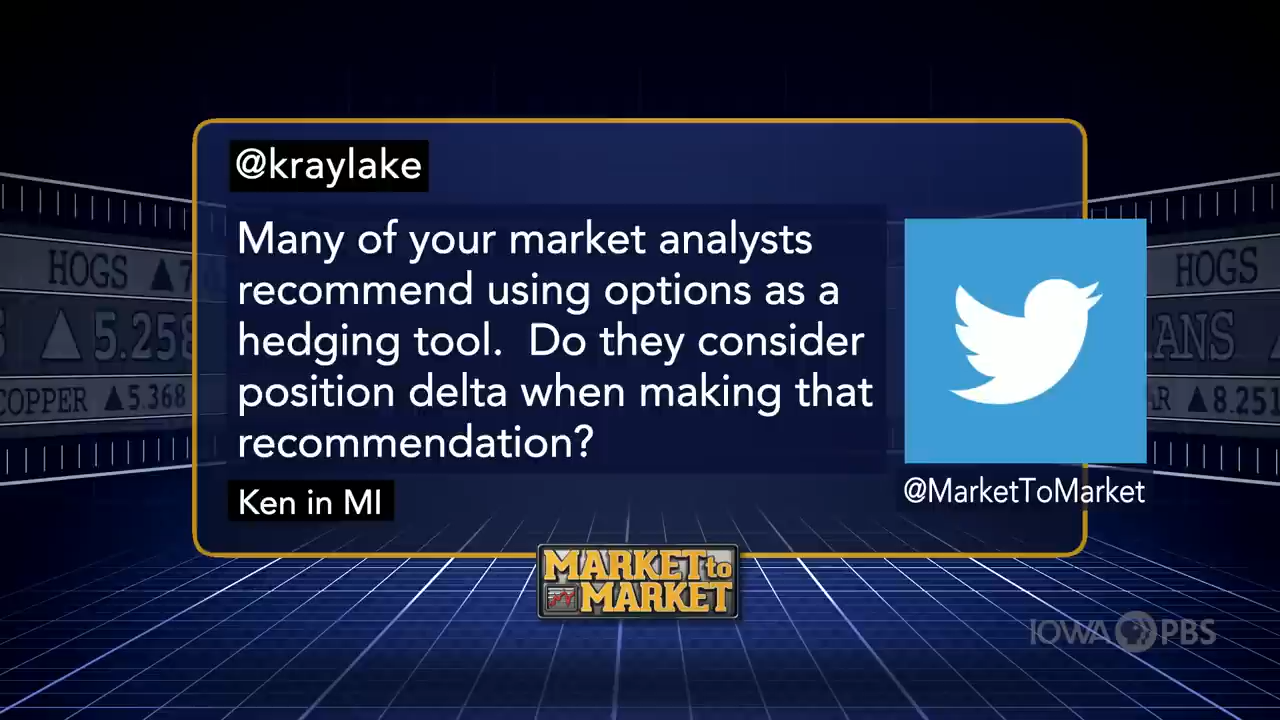 @kraylake
Many of your market analysts
recommend using options as a
hedging tool.  Do they consider
position delta when making that
recommendation?
Ken in MI
@MarketToMarket
HOGS ▲7
▲5.258
COPPER ▲5.368
HOGS
ANS
▲8.251
MARKET to
MARKET
IOWA PBS